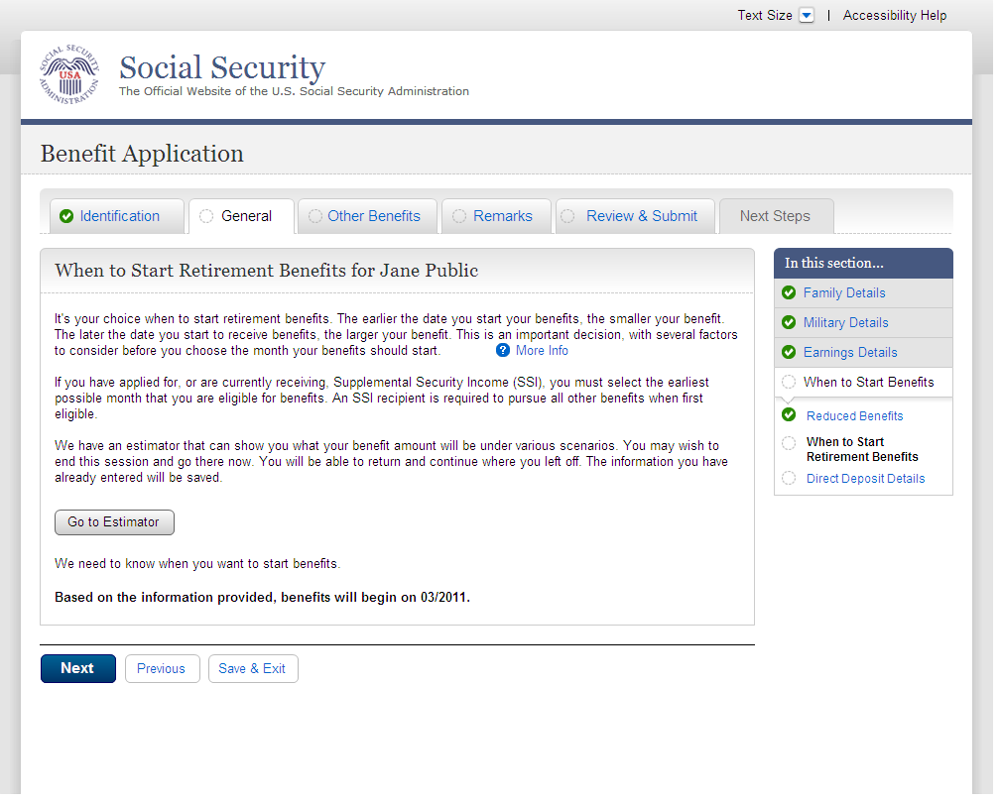 Text Size | Accessibility Help
SOCIAL SECURITY ADMINISTRATION
USA
Social Security
The Official Website of the U.S. Social Security Administration
Benefit Application
Identification General Other Benefits Remarks Review & Submit Next Steps
When to Start Retirement Benefits for Jane Public
It's your choice when to start retirement benefits. The earlier the date you start your benefits, the smaller your benefit.
The later the date you start to receive benefits, the larger your benefit. This is an important decision, with several factors
to consider before you choose the month your benefits should start. ? More Info
If you have applied for, or are currently receiving, Supplemental Security Income (SSI), you must select the earliest
possible month that you are eligible for benefits. An SSI recipient is required to pursue all other benefits when first
eligible.
We have an estimator that can show you what your benefit amount will be under various scenarios. You may wish to
end this session and go there now. You will be able to return and continue where you left off. The information you have
already entered will be saved.
Go to Estimator
We need to know when you want to start benefits.
Based on the information provided, benefits will begin on 03/2011.
Next Previous Save & Exit
In this section...
Family Details
Military Details
Earnings Details
When to Start Benefits
Reduced Benefits
When to Start
Retirement Benefits
Direct Deposit Details